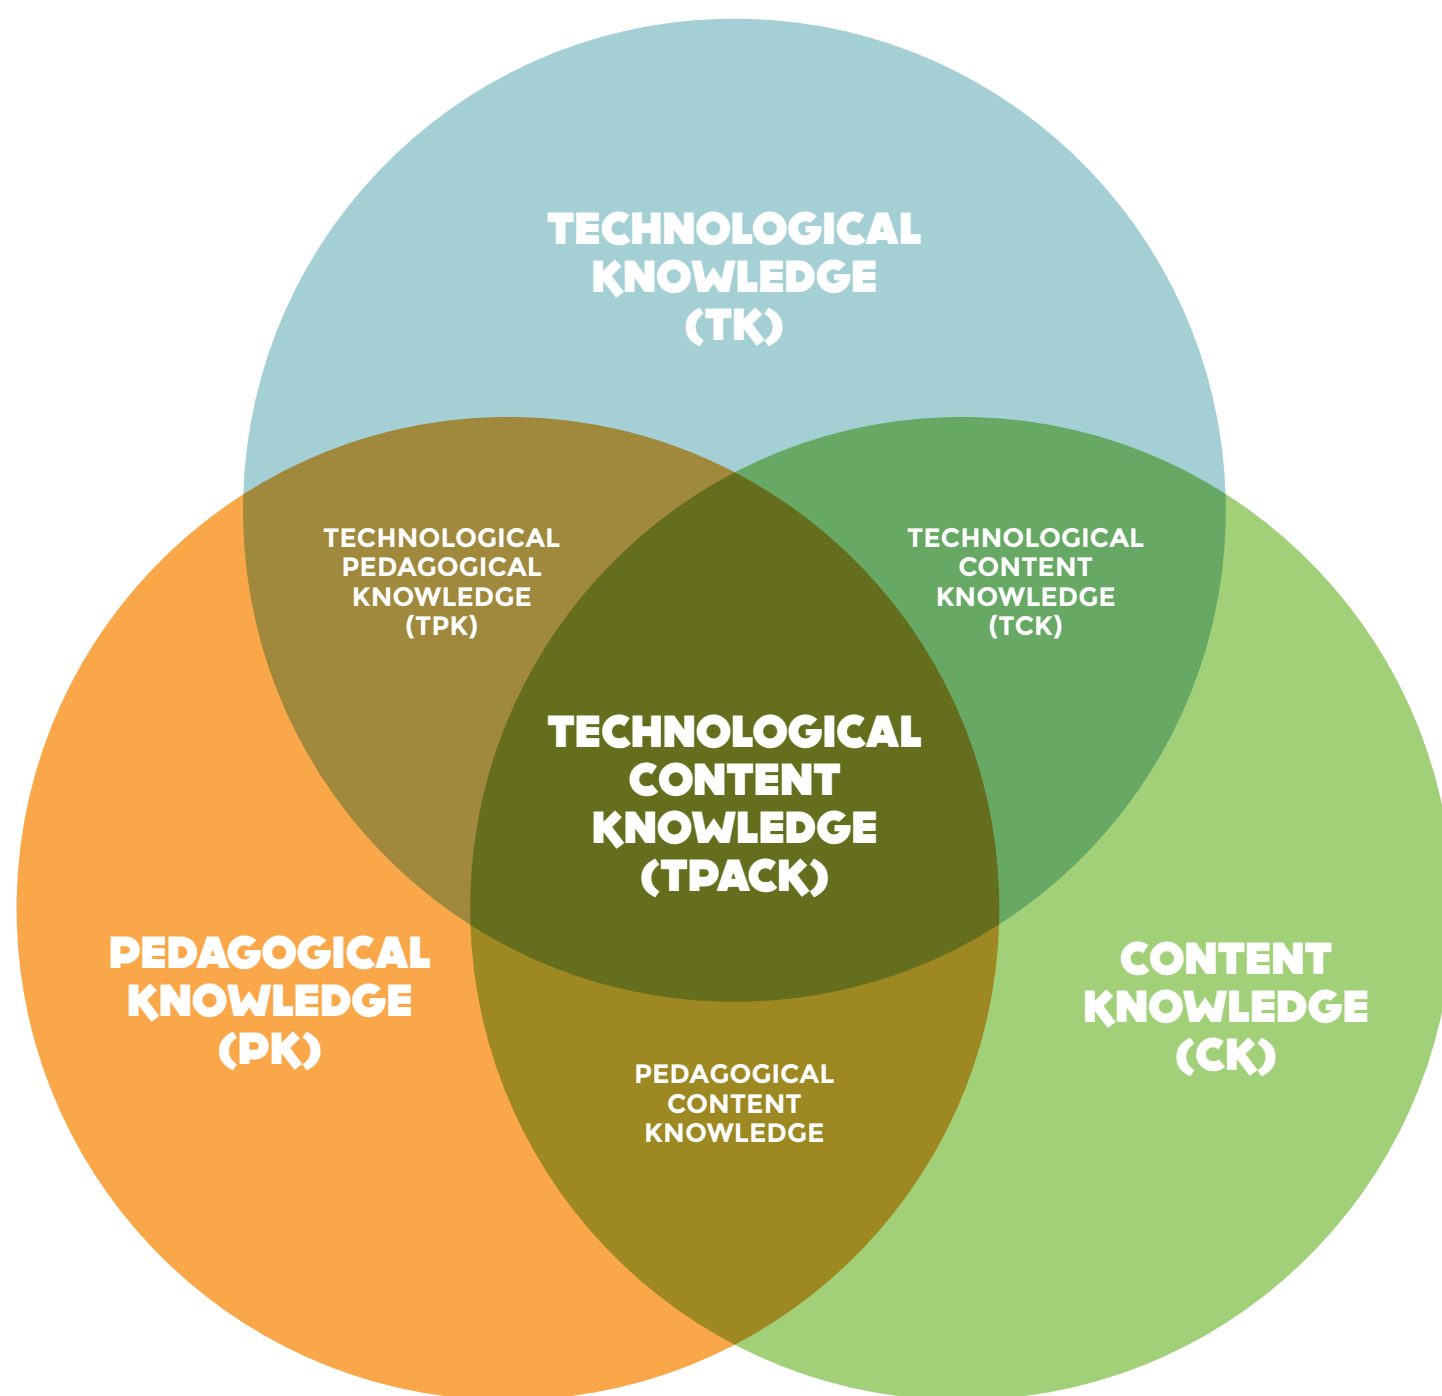 TECHNOLOGICAL
KNOWLEDGE
(TK)
TECHNOLOGICAL
PEDAGOGICAL
KNOWLEDGE
(TPK)
TECHNOLOGICAL
CONTENT
KNOWLEDGE
(TCK)
TECHNOLOGICAL
CONTENT
KNOWLEDGE
(TPACK)
PEDAGOGICAL
KNOWLEDGE
(PK)
CONTENT
KNOWLEDGE
(CK)
PEDAGOGICAL
CONTENT
KNOWLEDGE